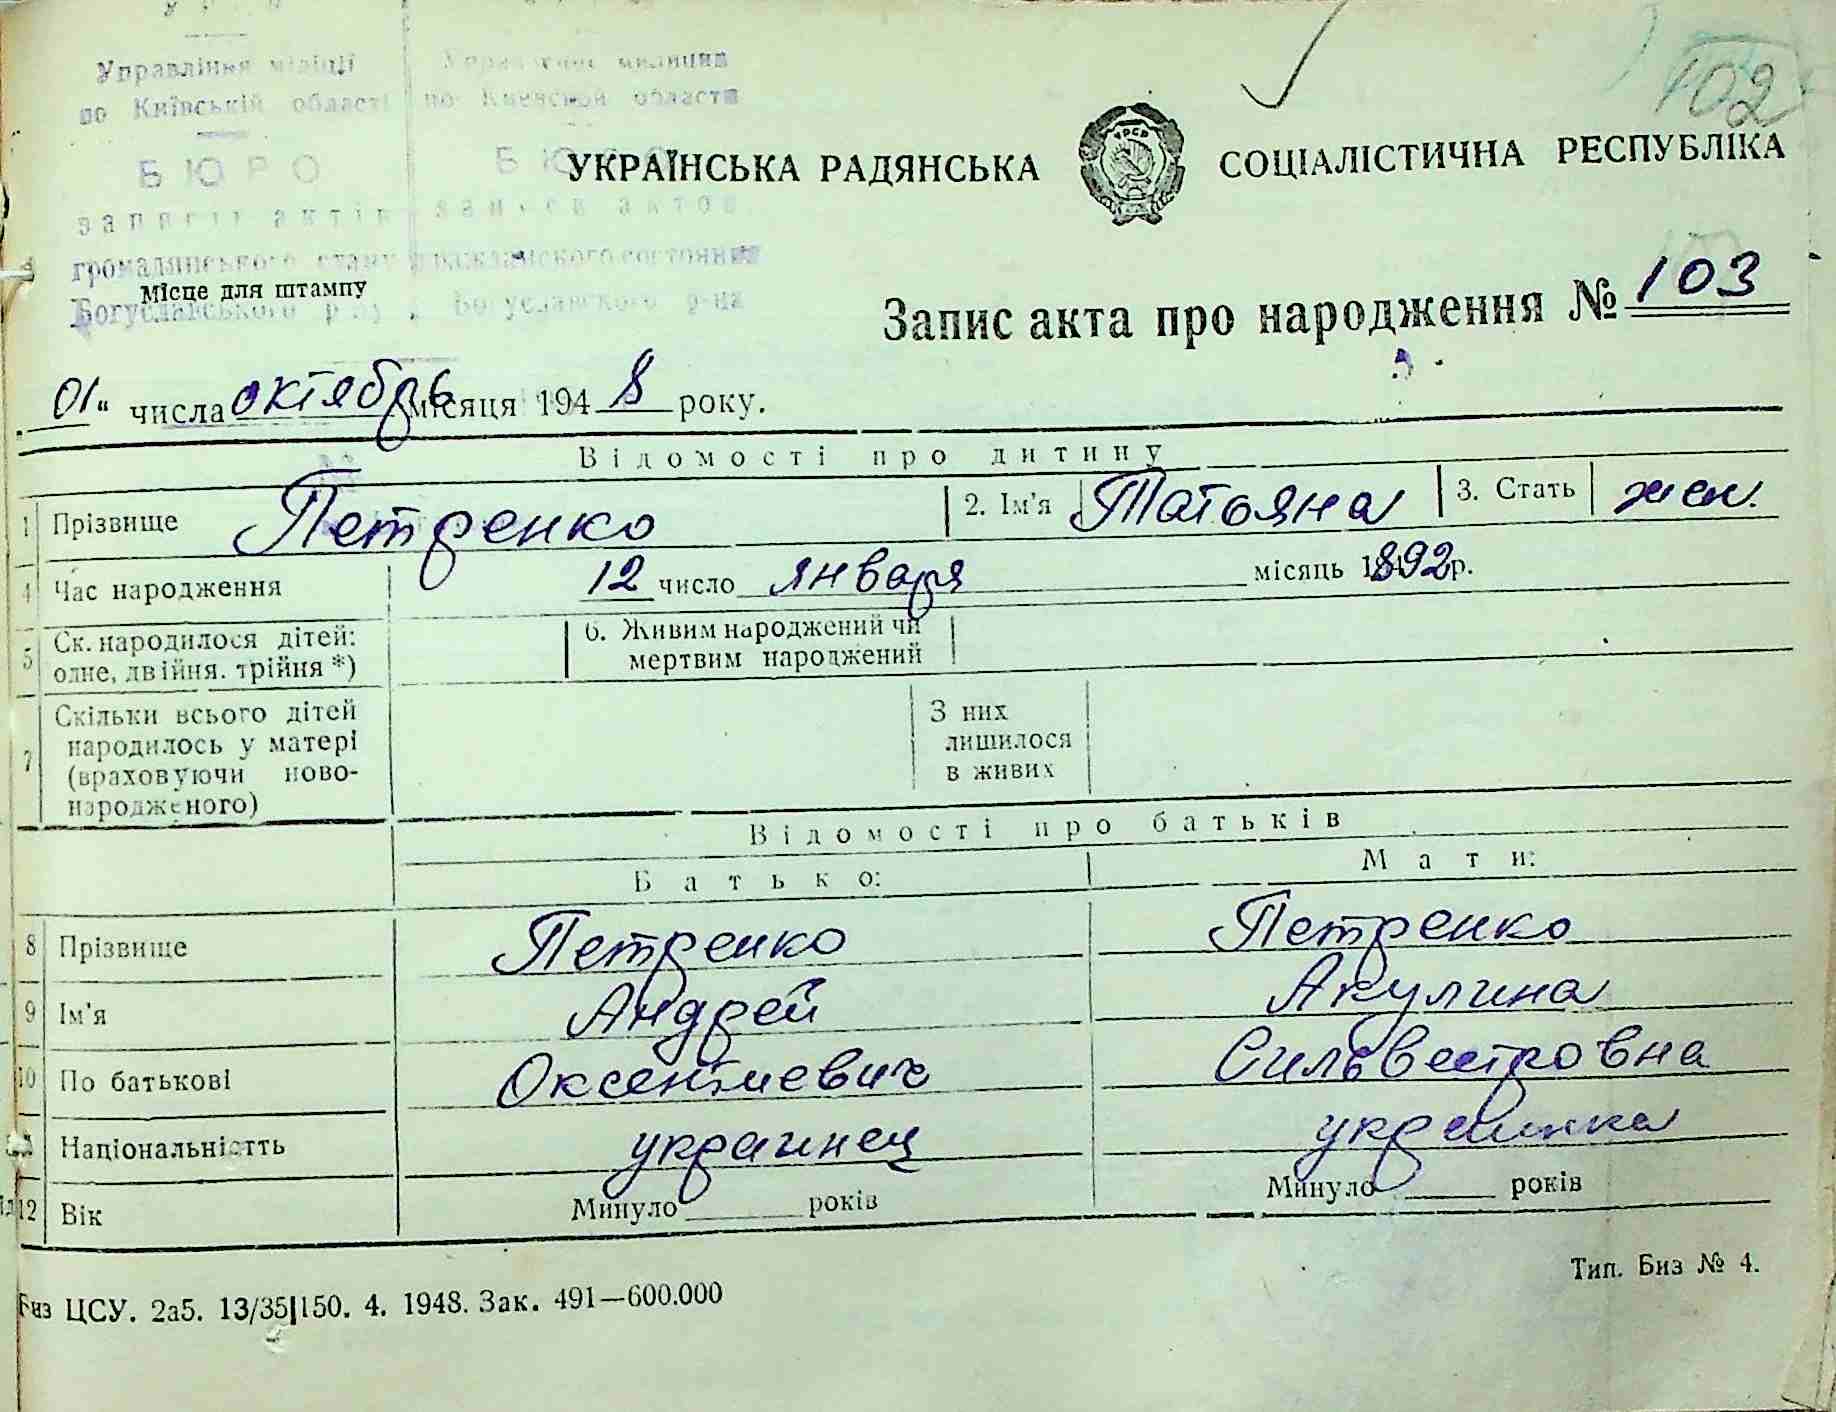 102
Управління міліції Управление милиции
по Київській області по Киевской области
БЮРО БЮРО
УКРАЇНСЬКА РАДЯНСЬКА СОЦІАЛІСТИЧНА РЕСПУБЛІКА
УРСР
записів актів записи актов
громадянського стану гражданского состояния
Місце для штампу
Богуславського р-ну Богуславского р-на
Запис акта про народження № 103
01" числа октябрь місяця 1948 року.
Відомості про дитину
1 Прізвище Петренко 2. Ім'я Татьяна 3. Стать жен.
4 Час народження 12 число января місяць 1892 р.
5 Ск. народилося дітей: одне, двійня. трійня *) 6. Живим народжений чи мертвим народжений
7 Скільки всього дітей народилось у матері (враховуючи новонародженого) З них лишилося в живих
Відомості про батьків
Батько: Мати:
8 Прізвище Петренко Петренко
9 Ім'я Андрей Акулина
10 По батькові Оксентиевич Сильвестровна
Національністть украинец украинка
12 Вік Минуло років Минуло років
Биз ЦСУ. 2а5. 13/35|150. 4. 1948. Зак. 491—600.000 Тип. Биз № 4.